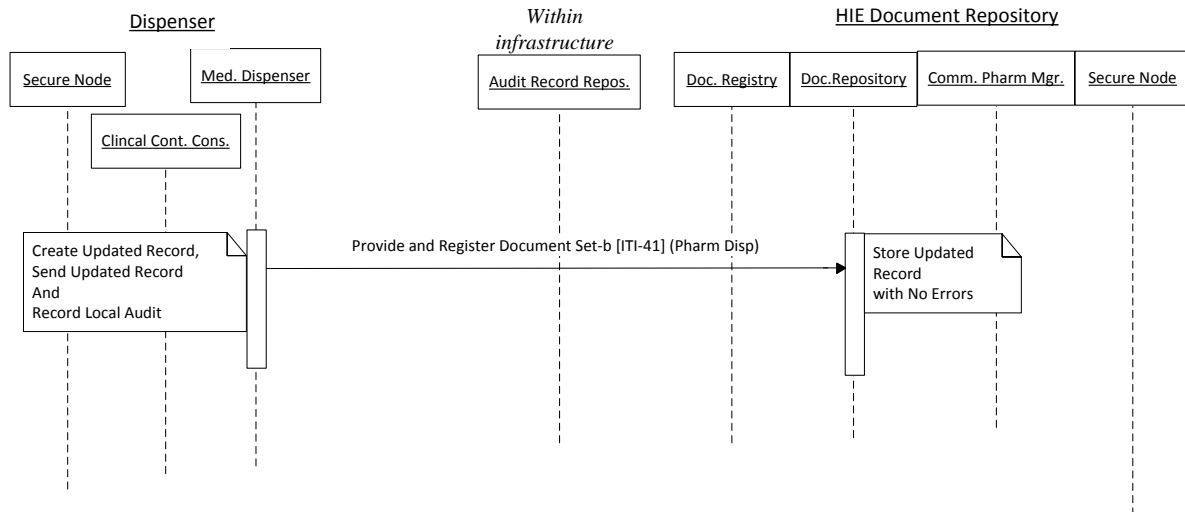 Dispenser
Within
infrastructure
HIE Document Repository
Secure Node
Med. Dispenser
Audit Record Repos.
Doc. Registry
Doc.Repository
Comm. Pharm Mgr.
Secure Node
Clincal Cont. Cons.
Create Updated Record,
Send Updated Record
And
Record Local Audit
Provide and Register Document Set-b [ITI-41] (Pharm Disp)
Store Updated
Record
with No Errors